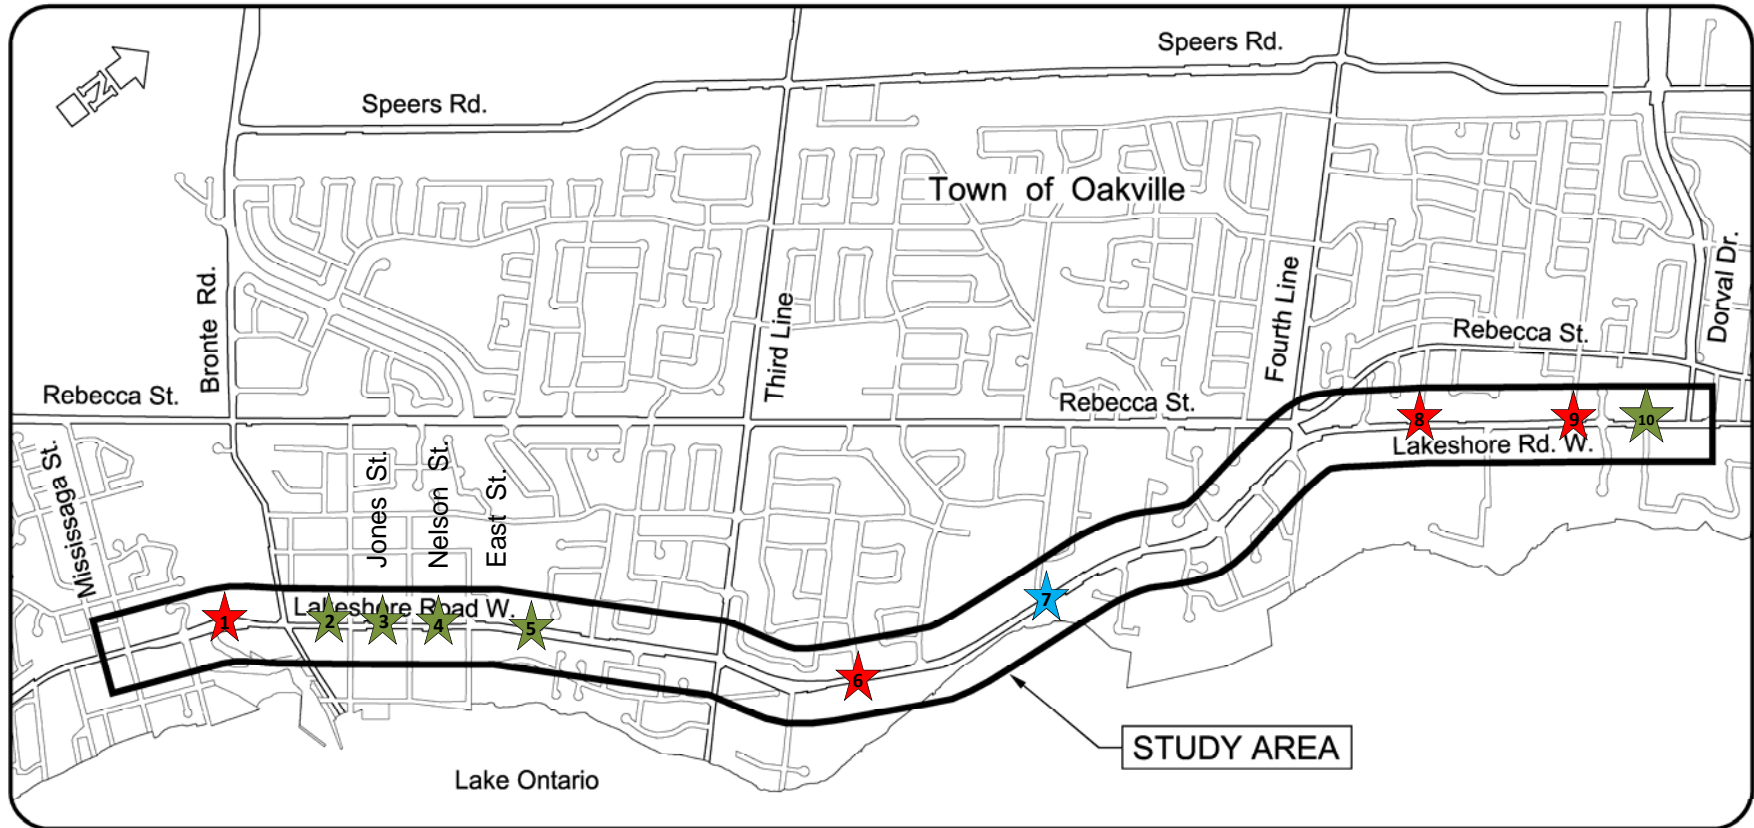 Speers Rd.
N
Speers Rd.
Town of Oakville
Bronte Rd.
Third Line
Fourth Line
Dorval Dr.
Rebecca St.
Rebecca St.
Rebecca St.
Mississaga St.
Jones St.
Nelson St.
East St.
8
9
10
Lakeshore Rd. W.
Lakeshore Road W.
1
2
3
4
5
6
7
STUDY AREA
Lake Ontario